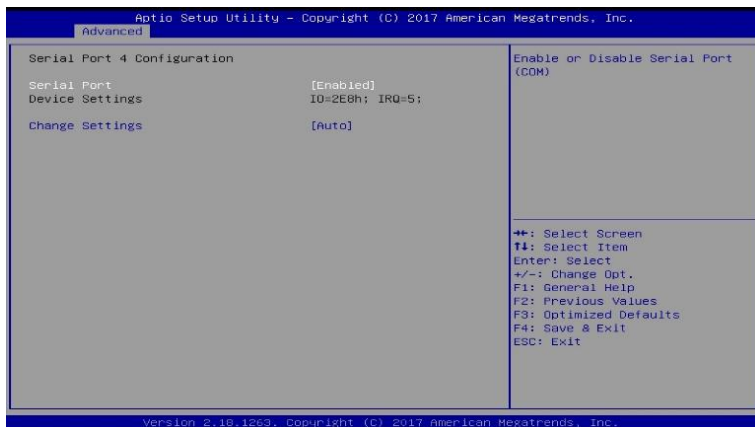 Aptio Setup Utility – Copyright (C) 2017 American Megatrends, Inc.
Advanced
Serial Port 4 Configuration
Serial Port [Enabled]
Device Settings IO=2E8h; IRQ=5;
Change Settings [Auto]
Enable or Disable Serial Port
(COM)
→←: Select Screen
↑↓: Select Item
Enter: Select
+/-: Change Opt.
F1: General Help
F2: Previous Values
F3: Optimized Defaults
F4: Save & Exit
ESC: Exit
Version 2.18.1263. Copyright (C) 2017 American Megatrends, Inc.